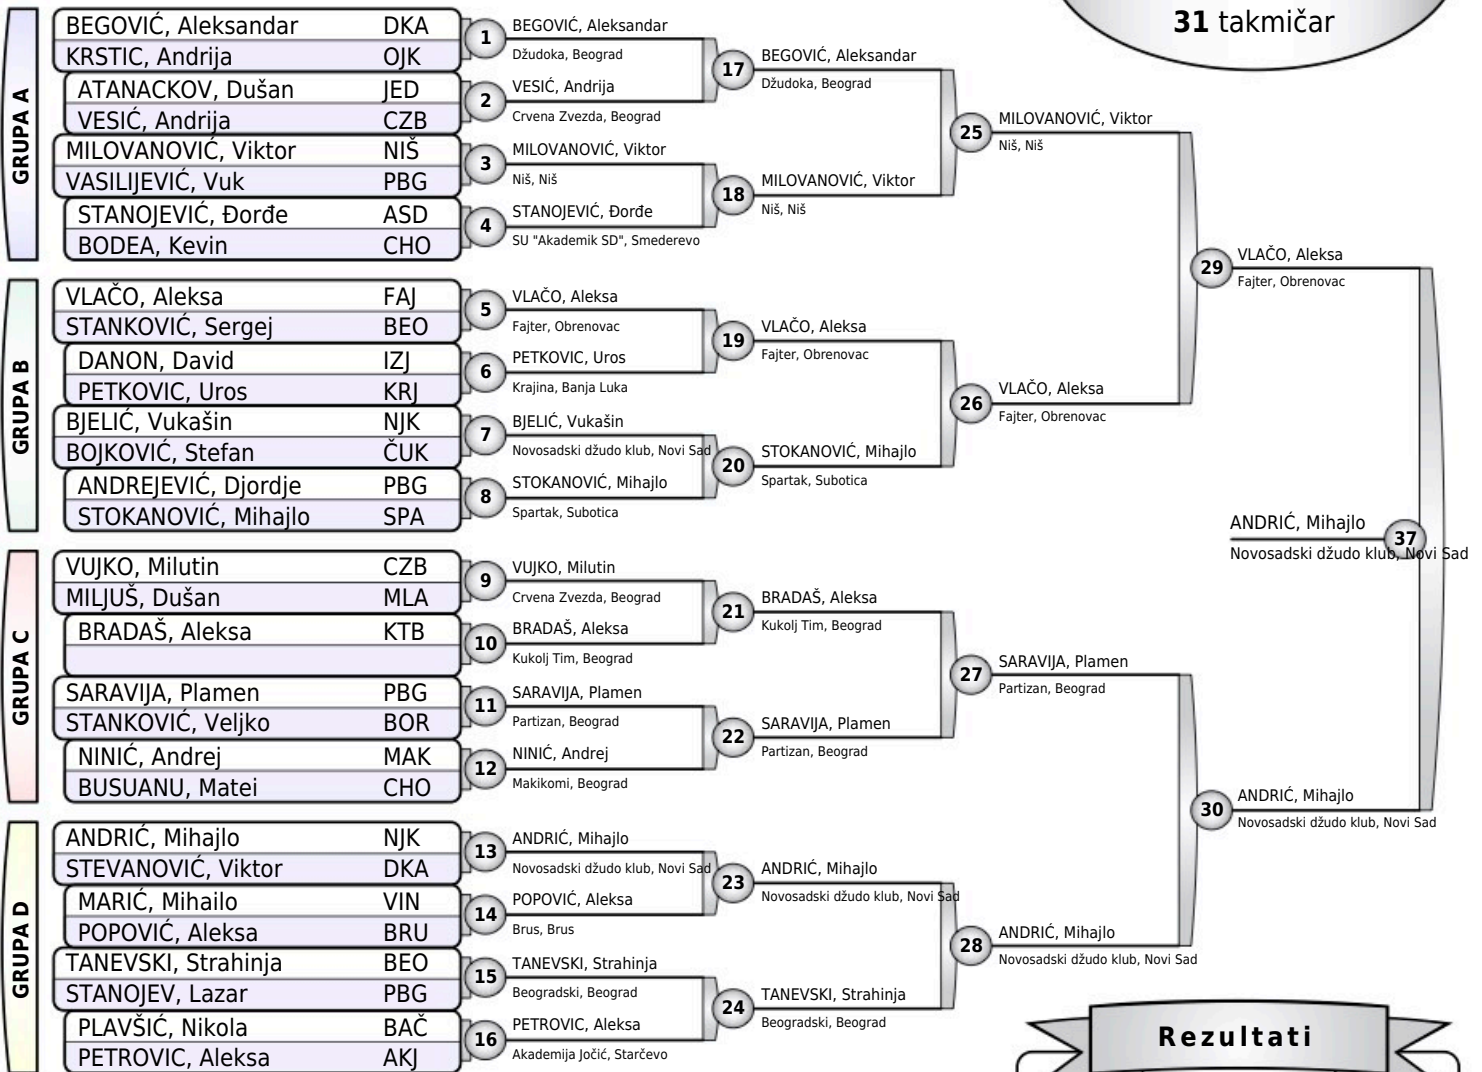 31 takmičar
GRUPA A
BEGOVIĆ, Aleksandar DKA
KRSTIC, Andrija OJK
ATANACKOV, Dušan JED
VESIĆ, Andrija CZB
MILOVANOVIĆ, Viktor NIŠ
VASILIJEVIĆ, Vuk PBG
STANOJEVIĆ, Đorđe ASD
BODEA, Kevin CHO
GRUPA B
VLAČO, Aleksa FAJ
STANKOVIĆ, Sergej BEO
DANON, David IZJ
PETKOVIC, Uros KRJ
BJELIĆ, Vukašin NJK
BOJKOVIĆ, Stefan ČUK
ANDREJEVIĆ, Djordje PBG
STOKANOVIĆ, Mihajlo SPA
GRUPA C
VUJKO, Milutin CZB
MILJUŠ, Dušan MLA
BRADAŠ, Aleksa KTB
SARAVIJA, Plamen PBG
STANKOVIĆ, Veljko BOR
NINIĆ, Andrej MAK
BUSUANU, Matei CHO
GRUPA D
ANDRIĆ, Mihajlo NJK
STEVANOVIĆ, Viktor DKA
MARIĆ, Mihailo VIN
POPOVIĆ, Aleksa BRU
TANEVSKI, Strahinja BEO
STANOJEV, Lazar PBG
PLAVŠIĆ, Nikola BAČ
PETROVIC, Aleksa AKJ
1 BEGOVIĆ, Aleksandar
Džudoka, Beograd
2 VESIĆ, Andrija
Crvena Zvezda, Beograd
3 MILOVANOVIĆ, Viktor
Niš, Niš
4 STANOJEVIĆ, Đorđe
SU "Akademik SD", Smederevo
5 VLAČO, Aleksa
Fajter, Obrenovac
6 PETKOVIC, Uros
Krajina, Banja Luka
7 BJELIĆ, Vukašin
Novosadski džudo klub, Novi Sad
8 STOKANOVIĆ, Mihajlo
Spartak, Subotica
9 VUJKO, Milutin
Crvena Zvezda, Beograd
10 BRADAŠ, Aleksa
Kukolj Tim, Beograd
11 SARAVIJA, Plamen
Partizan, Beograd
12 NINIĆ, Andrej
Makikomi, Beograd
13 ANDRIĆ, Mihajlo
Novosadski džudo klub, Novi Sad
14 POPOVIĆ, Aleksa
Brus, Brus
15 TANEVSKI, Strahinja
Beogradski, Beograd
16 PETROVIC, Aleksa
Akademija Jočić, Starčevo
17 BEGOVIĆ, Aleksandar
Džudoka, Beograd
18 MILOVANOVIĆ, Viktor
Niš, Niš
19 VLAČO, Aleksa
Fajter, Obrenovac
20 STOKANOVIĆ, Mihajlo
Spartak, Subotica
21 BRADAŠ, Aleksa
Kukolj Tim, Beograd
22 SARAVIJA, Plamen
Partizan, Beograd
23 ANDRIĆ, Mihajlo
Novosadski džudo klub, Novi Sad
24 TANEVSKI, Strahinja
Beogradski, Beograd
25 MILOVANOVIĆ, Viktor
Niš, Niš
26 VLAČO, Aleksa
Fajter, Obrenovac
27 SARAVIJA, Plamen
Partizan, Beograd
28 ANDRIĆ, Mihajlo
Novosadski džudo klub, Novi Sad
29 VLAČO, Aleksa
Fajter, Obrenovac
30 ANDRIĆ, Mihajlo
Novosadski džudo klub, Novi Sad
ANDRIĆ, Mihajlo 37
Novosadski džudo klub, Novi Sad
Rezultati